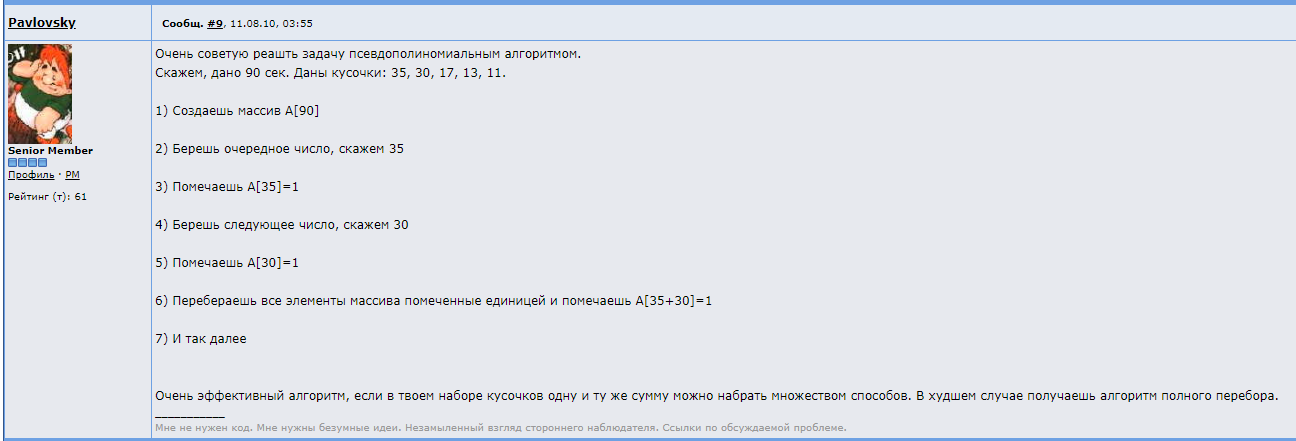 Pavlovsky
Сообщ. #9, 11.08.10, 03:55
Senior Member
Профиль · PM
Рейтинг (т): 61
Очень советую реашть задачу псевдополиномиальным алгоритмом.
Скажем, дано 90 сек. Даны кусочки: 35, 30, 17, 13, 11.
1) Создаешь массив A[90]
2) Берешь очередное число, скажем 35
3) Помечаешь A[35]=1
4) Берешь следующее число, скажем 30
5) Помечаешь A[30]=1
6) Перебераешь все элементы массива помеченные единицей и помечаешь A[35+30]=1
7) И так далее
Очень эффективный алгоритм, если в твоем наборе кусочков одну и ту же сумму можно набрать множеством способов. В худшем случае получаешь алгоритм полного перебора.
___________
Мне не нужен код. Мне нужны безумные идеи. Незамыленный взгляд стороннего наблюдателя. Ссылки по обсуждаемой проблеме.